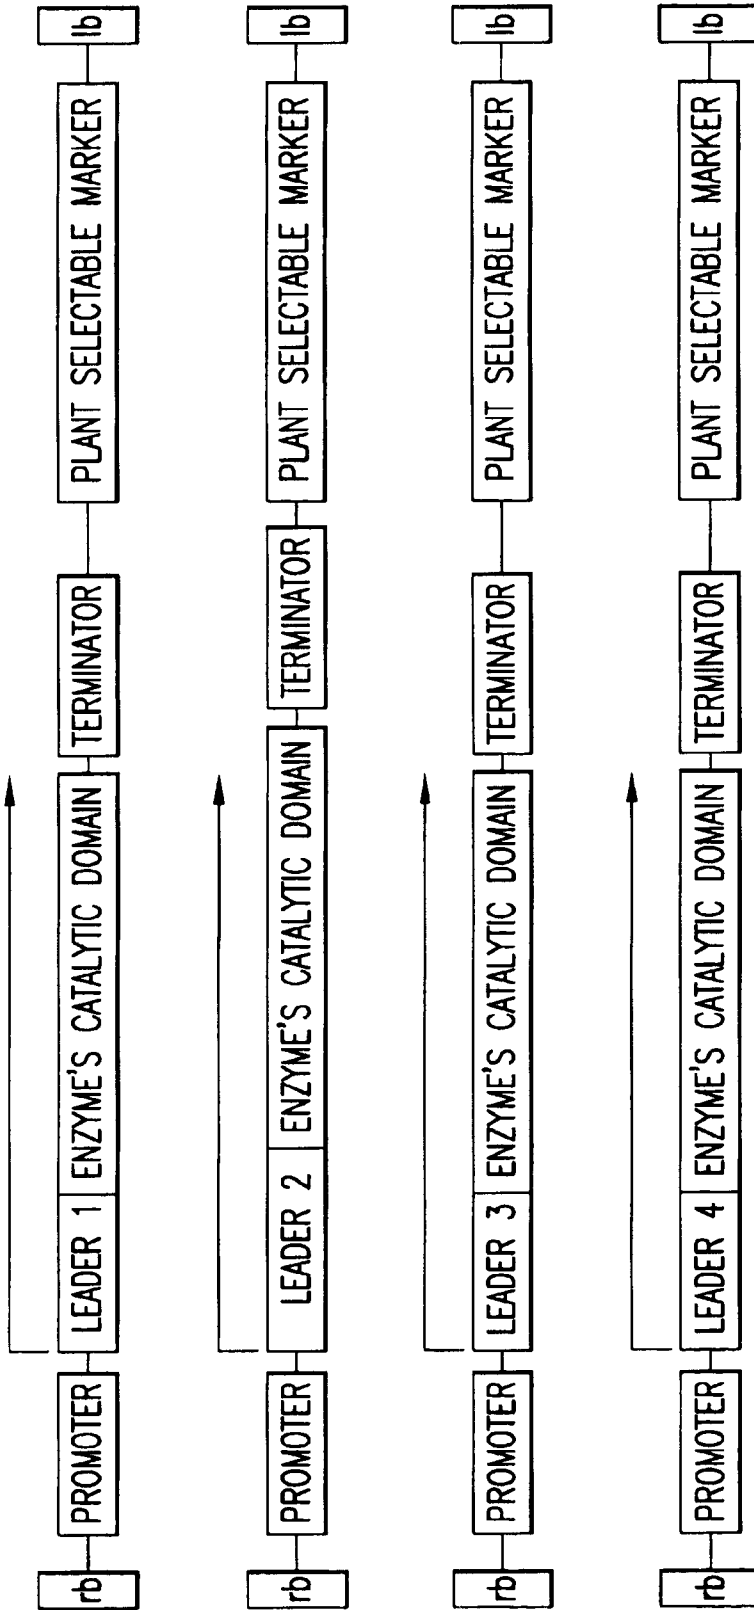 rb PROMOTER LEADER 1 ENZYME'S CATALYTIC DOMAIN TERMINATOR PLANT SELECTABLE MARKER lb
rb PROMOTER LEADER 2 ENZYME'S CATALYTIC DOMAIN TERMINATOR PLANT SELECTABLE MARKER lb
rb PROMOTER LEADER 3 ENZYME'S CATALYTIC DOMAIN TERMINATOR PLANT SELECTABLE MARKER lb
rb PROMOTER LEADER 4 ENZYME'S CATALYTIC DOMAIN TERMINATOR PLANT SELECTABLE MARKER lb